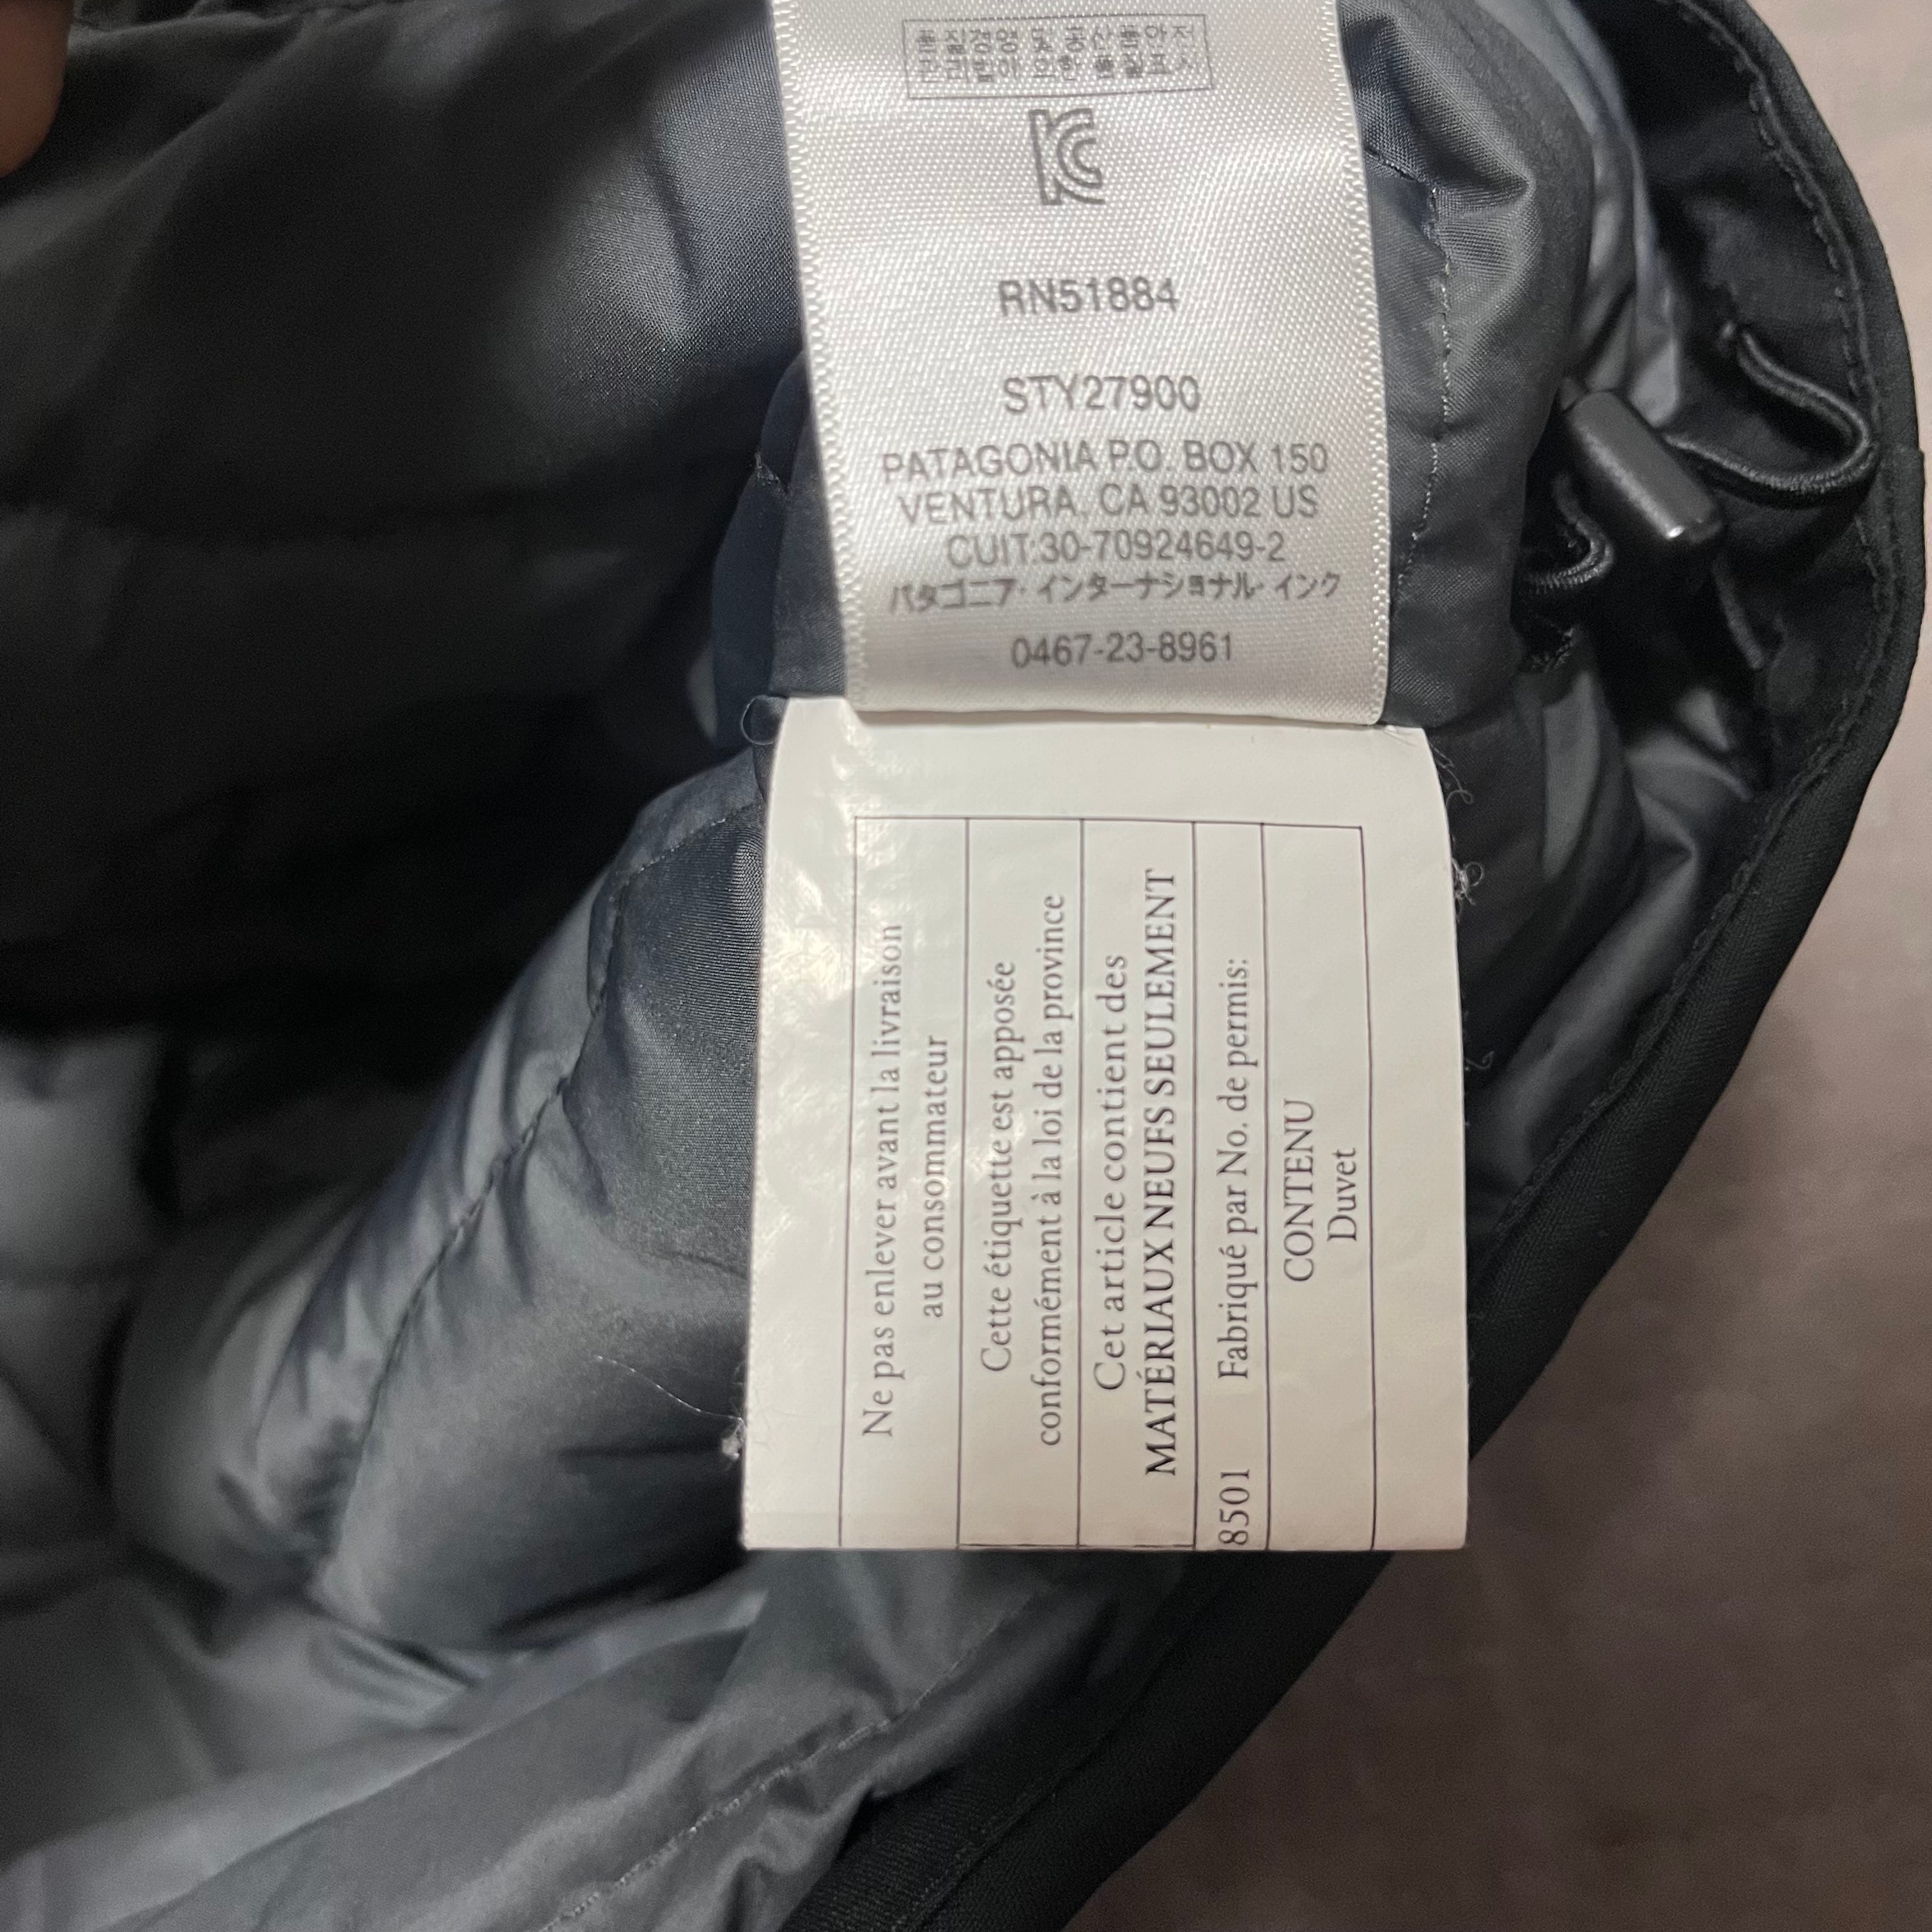 RN51884
STY27900
PATAGONIA P.O. BOX 150
VENTURA, CA 93002 US
CUIT:30-70924649-2
パタゴニア・インターナショナル・インク
0467-23-8961
Ne pas enlever avant la livraison
au consommateur
Cette étiquette est apposée
conformément à la loi de la province
Cet article contient des
MATÉRIAUX NEUFS SEULEMENT
Fabriqué par No. de permis:
8501
CONTENU
Duvet